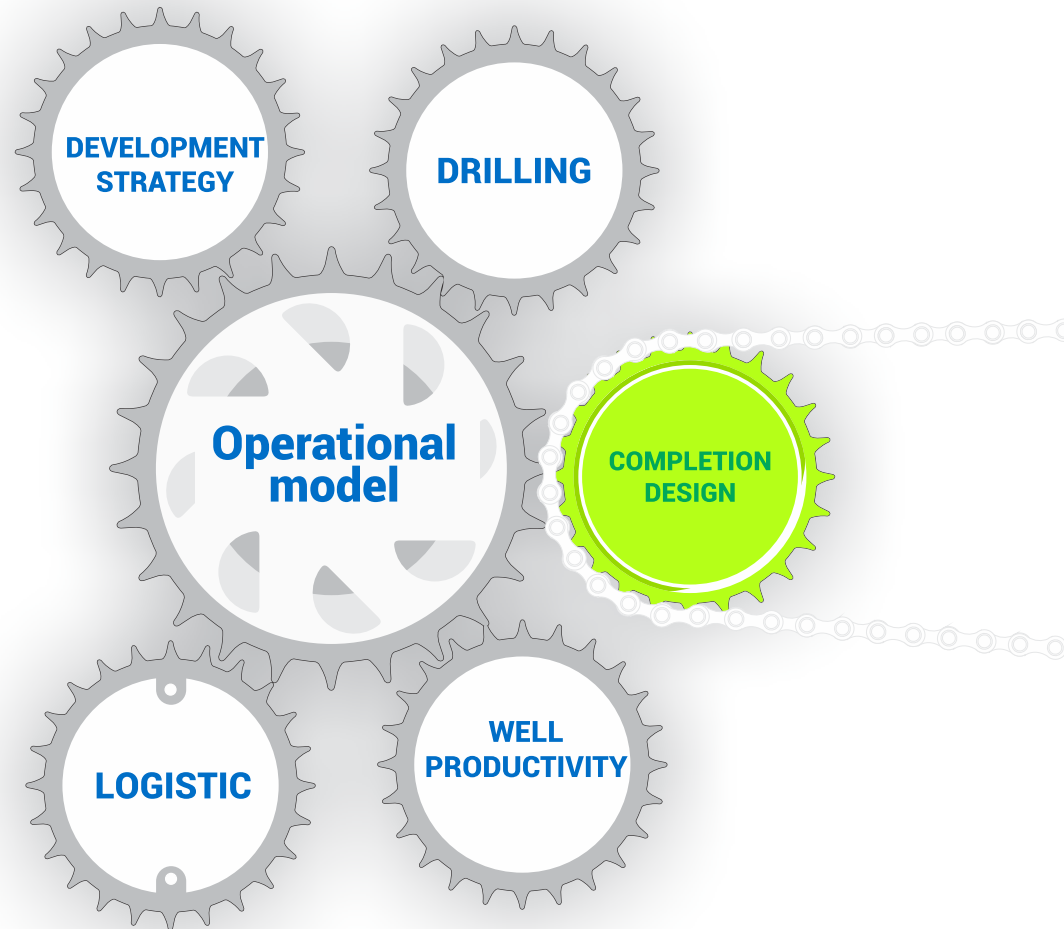 DEVELOPMENT
STRATEGY
DRILLING
Operational
model
COMPLETION
DESIGN
LOGISTIC
WELL
PRODUCTIVITY